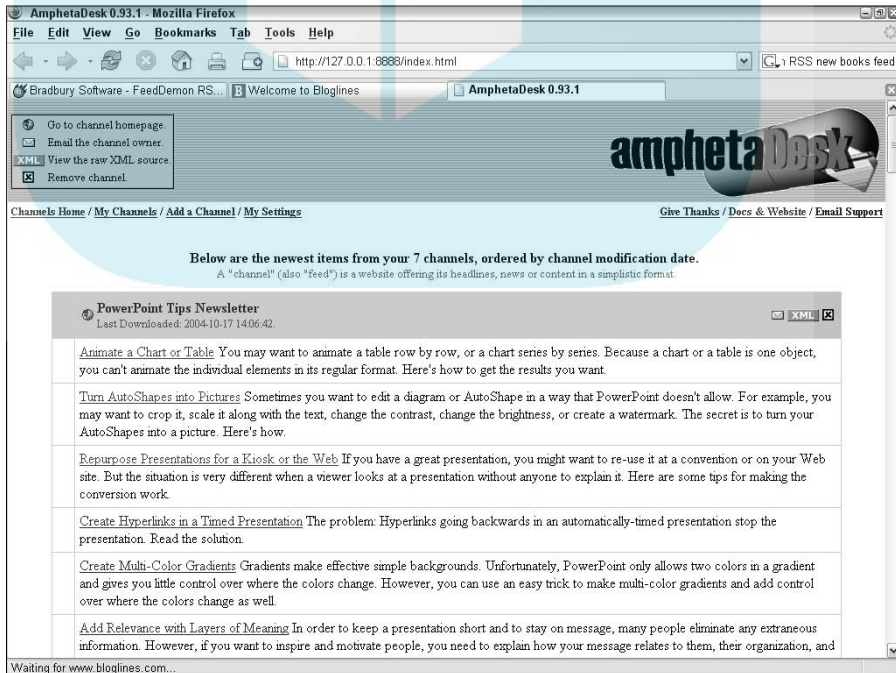 AmphetaDesk 0.93.1 - Mozilla Firefox
File Edit View Go Bookmarks Tab Tools Help
http://127.0.0.1:8888/index.html
RSS new books feed
Bradbury Software - FeedDemon RS... Welcome to Bloglines AmphetaDesk 0.93.1
Go to channel homepage.
Email the channel owner.
XML View the raw XML source.
Remove channel.
amphetaDesk
Channels Home / My Channels / Add a Channel / My Settings Give Thanks / Docs & Website / Email Support
Below are the newest items from your 7 channels, ordered by channel modification date.
A "channel" (also "feed") is a website offering its headlines, news or content in a simplistic format.
PowerPoint Tips Newsletter
Last Downloaded: 2004-10-17 14:06:42. XML
Animate a Chart or Table You may want to animate a table row by row, or a chart series by series. Because a chart or a table is one object,
you can't animate the individual elements in its regular format. Here's how to get the results you want.
Turn AutoShapes into Pictures Sometimes you want to edit a diagram or AutoShape in a way that PowerPoint doesn't allow. For example, you
may want to crop it, scale it along with the text, change the contrast, change the brightness, or create a watermark. The secret is to turn your
AutoShapes into a picture. Here's how.
Repurpose Presentations for a Kiosk or the Web If you have a great presentation, you might want to re-use it at a convention or on your Web
site. But the situation is very different when a viewer looks at a presentation without anyone to explain it. Here are some tips for making the
conversion work.
Create Hyperlinks in a Timed Presentation The problem: Hyperlinks going backwards in an automatically-timed presentation stop the
presentation. Read the solution.
Create Multi-Color Gradients Gradients make effective simple backgrounds. Unfortunately, PowerPoint only allows two colors in a gradient
and gives you little control over where the colors change. However, you can use an easy trick to make multi-color gradients and add control
over where the colors change as well.
Add Relevance with Layers of Meaning In order to keep a presentation short and to stay on message, many people eliminate any extraneous
information. However, if you want to inspire and motivate people, you need to explain how your message relates to them, their organization, and
Waiting for www.bloglines.com...